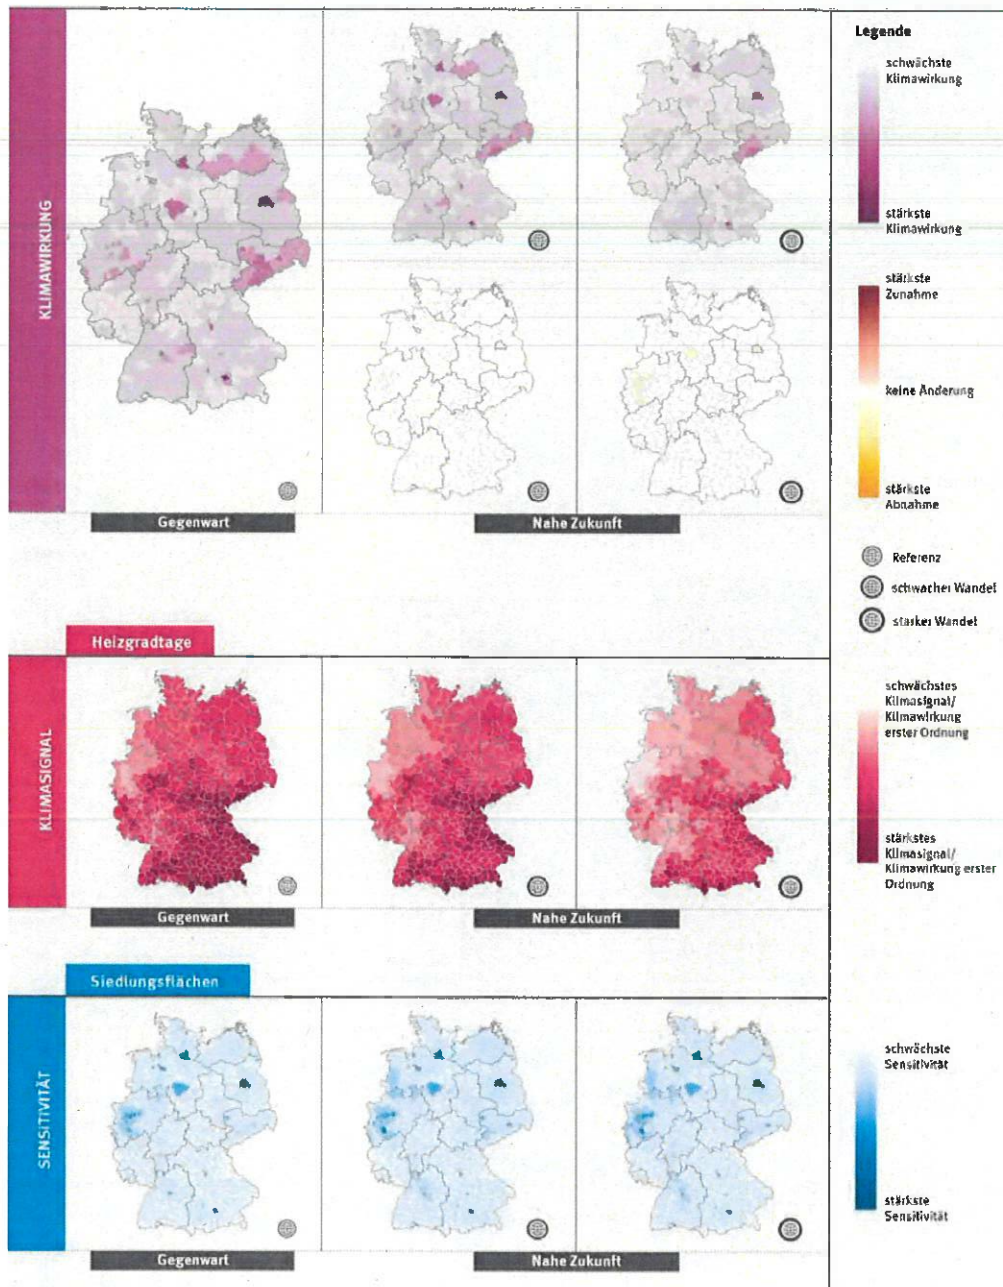 KLIMAWIRKUNG
Gegenwart
Nahe Zukunft
Heizgradtage
KLIMASIGNAL
Gegenwart
Nahe Zukunft
Siedlungsflächen
SENSITIVITÄT
Gegenwart
Nahe Zukunft
Legende
schwächste
Klimawirkung
stärkste
Klimawirkung
stärkste
Zunahme
keine Änderung
stärkste
Abnahme
Referenz
schwacher Wandel
starker Wandel
schwächstes
Klimasignal/
Klimawirkung
erster Ordnung
stärkstes
Klimasignal/
Klimawirkung erster
Ordnung
schwächste
Sensitivität
stärkste
Sensitivität